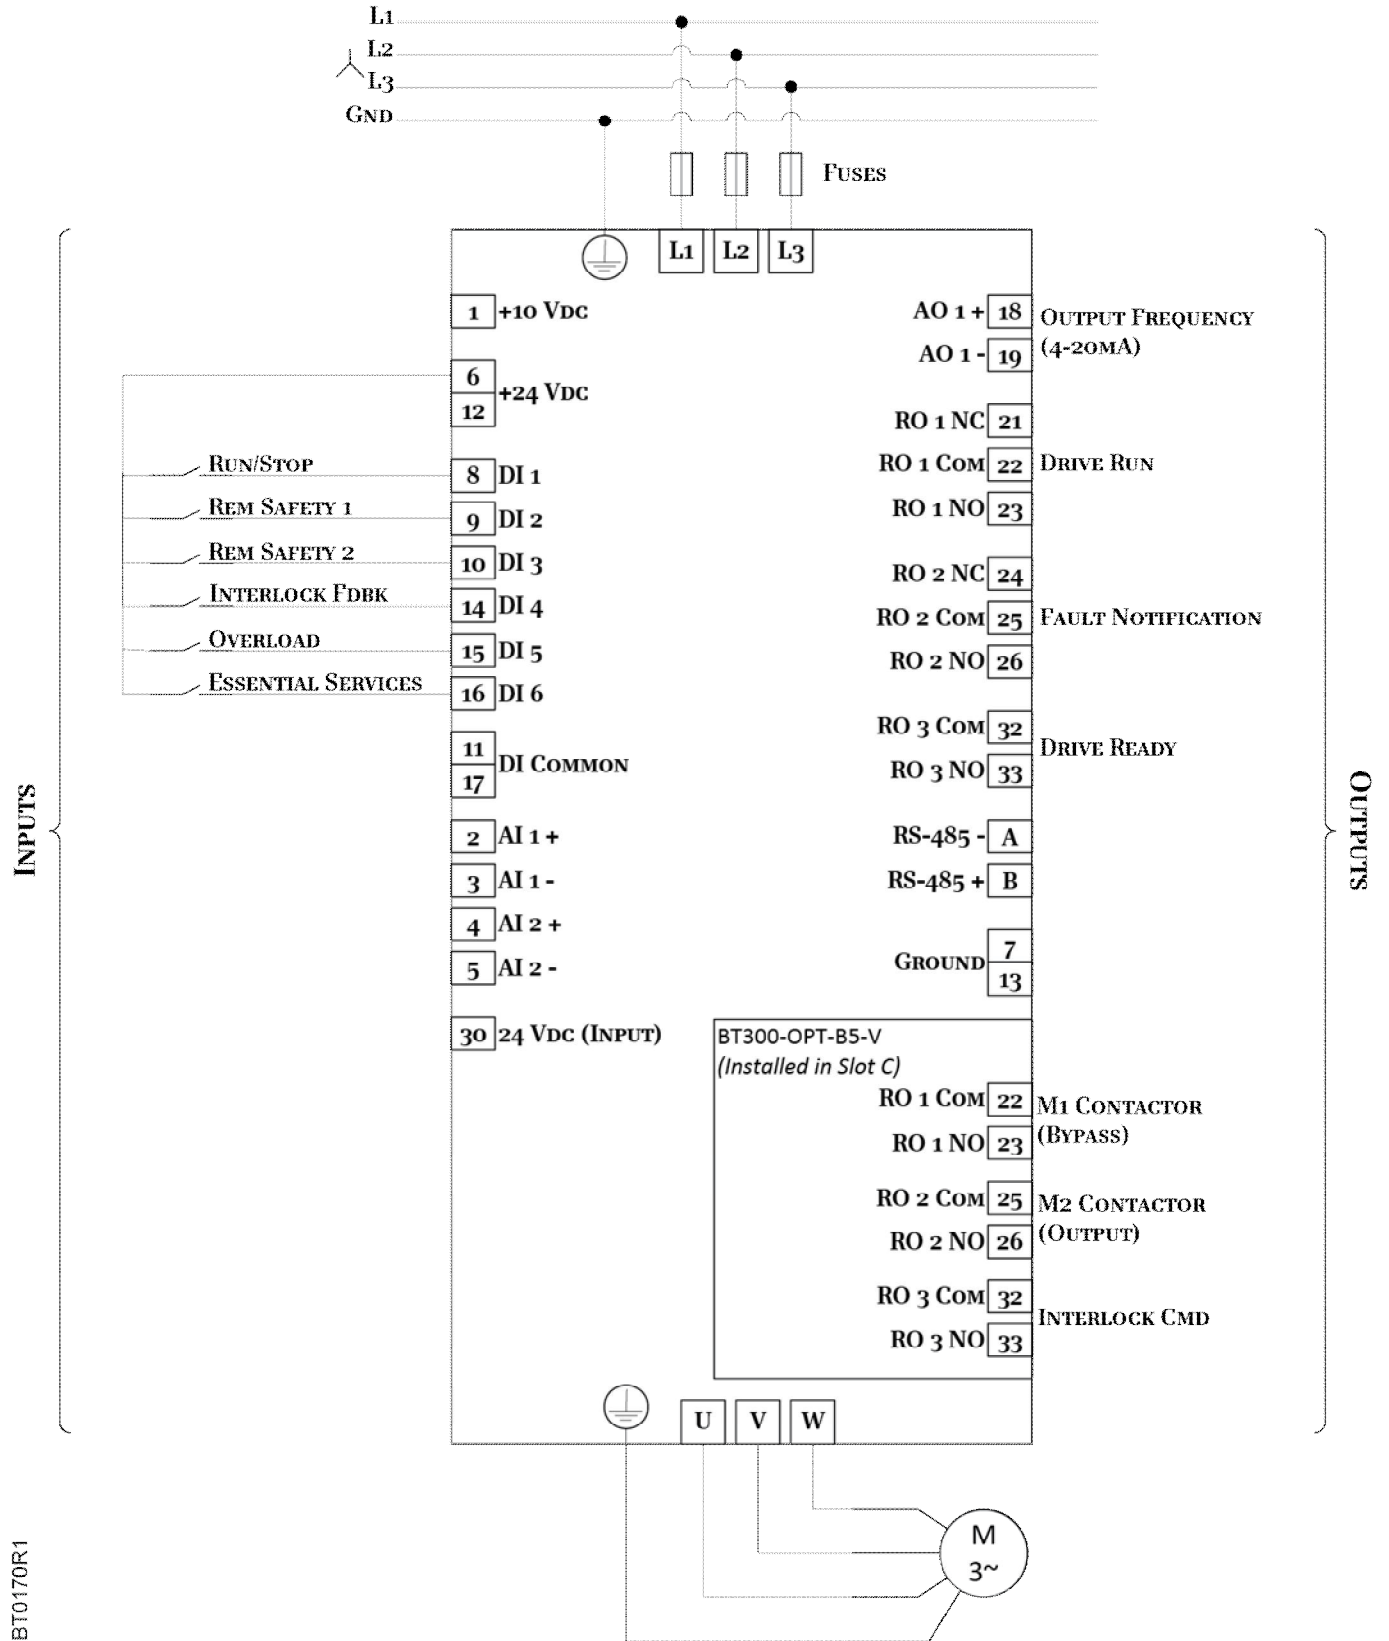 L1
L2
L3
Gnd
Fuses
L1 L2 L3
1 +10 Vdc
6
12
+24 Vdc
Run/Stop 8 DI 1
Rem Safety 1 9 DI 2
Rem Safety 2 10 DI 3
Interlock Fdbk 14 DI 4
Overload 15 DI 5
Essential Services 16 DI 6
11
17
DI Common
2 AI 1 +
3 AI 1 -
4 AI 2 +
5 AI 2 -
30 24 Vdc (Input)
Inputs
AO 1 + 18
AO 1 - 19
Output Frequency
(4-20mA)
RO 1 NC 21
RO 1 Com 22 Drive Run
RO 1 NO 23
RO 2 NC 24
RO 2 Com 25 Fault Notification
RO 2 NO 26
RO 3 Com 32
RO 3 NO 33
Drive Ready
RS-485 - A
RS-485 + B
Ground
7
13
BT300-OPT-B5-V
(Installed in Slot C)
RO 1 Com 22
RO 1 NO 23
M1 Contactor
(Bypass)
RO 2 Com 25
RO 2 NO 26
M2 Contactor
(Output)
RO 3 Com 32
RO 3 NO 33
Interlock Cmd
Outputs
U V W
M
3~
BT0170R1